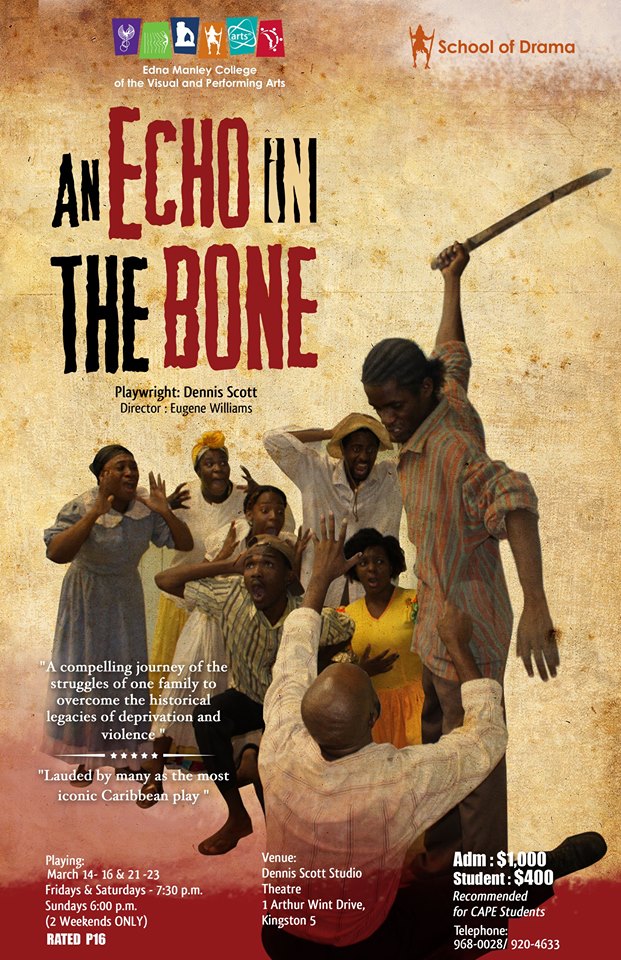 arts
Edna Manley College
of the Visual and Performing Arts
School of Drama
AN ECHO IN
THE BONE
Playwright: Dennis Scott
Director : Eugene Williams
"A compelling journey of the
struggles of one family to
overcome the historical
legacies of deprivation and
violence "
"Lauded by many as the most
iconic Caribbean play "
Playing:
March 14- 16 & 21 -23
Fridays & Saturdays - 7:30 p.m.
Sundays 6:00 p.m.
(2 Weekends ONLY)
RATED P16
Venue:
Dennis Scott Studio
Theatre
1 Arthur Wint Drive,
Kingston 5
Adm : $1,000
Student : $400
Recommended
for CAPE Students
Telephone:
968-0028/ 920-4633